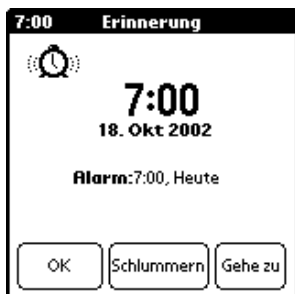 7:00 Erinnerung
7:00
18. Okt 2002
Alarm:7:00, Heute
OK Schlummern Gehe zu